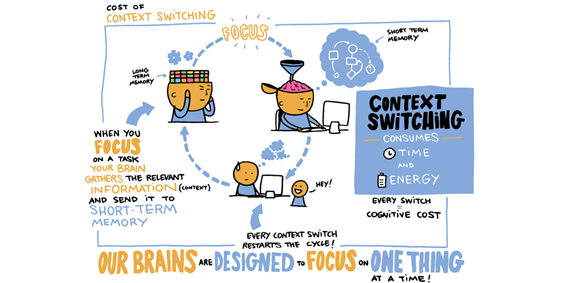 COST OF
CONTEXT SWITCHING
FOCUS
LONG
TERM
MEMORY
SHORT TERM
MEMORY
WHEN YOU
FOCUS
ON A TASK
YOUR BRAIN
GATHERS THE RELEVANT
INFORMATION (CONTEXT)
AND SEND IT TO
SHORT-TERM
MEMORY
CONTEXT
SWITCHING
CONSUMES
TIME
AND
ENERGY
EVERY SWITCH
=
COGNITIVE COST
HEY!
EVERY CONTEXT SWITCH
RESTARTS THE CYCLE!
OUR BRAINS ARE DESIGNED TO FOCUS ON ONE THING
AT A TIME!